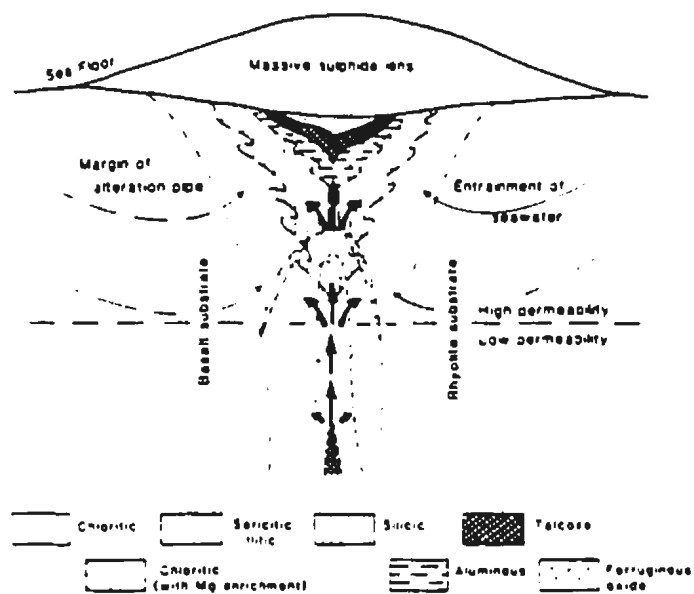 Sea Floor
Massive sulphide lens
Margin of
alteration pipe
Entrainment of
seawater
Basalt substrate
Rhyolite substrate
High permeability
Low permeability
Chloritic
Sericitic
Illitic
Silicic
Talcose
Chloritic
(with Mg enrichment)
Aluminous
Ferruginous
oxide